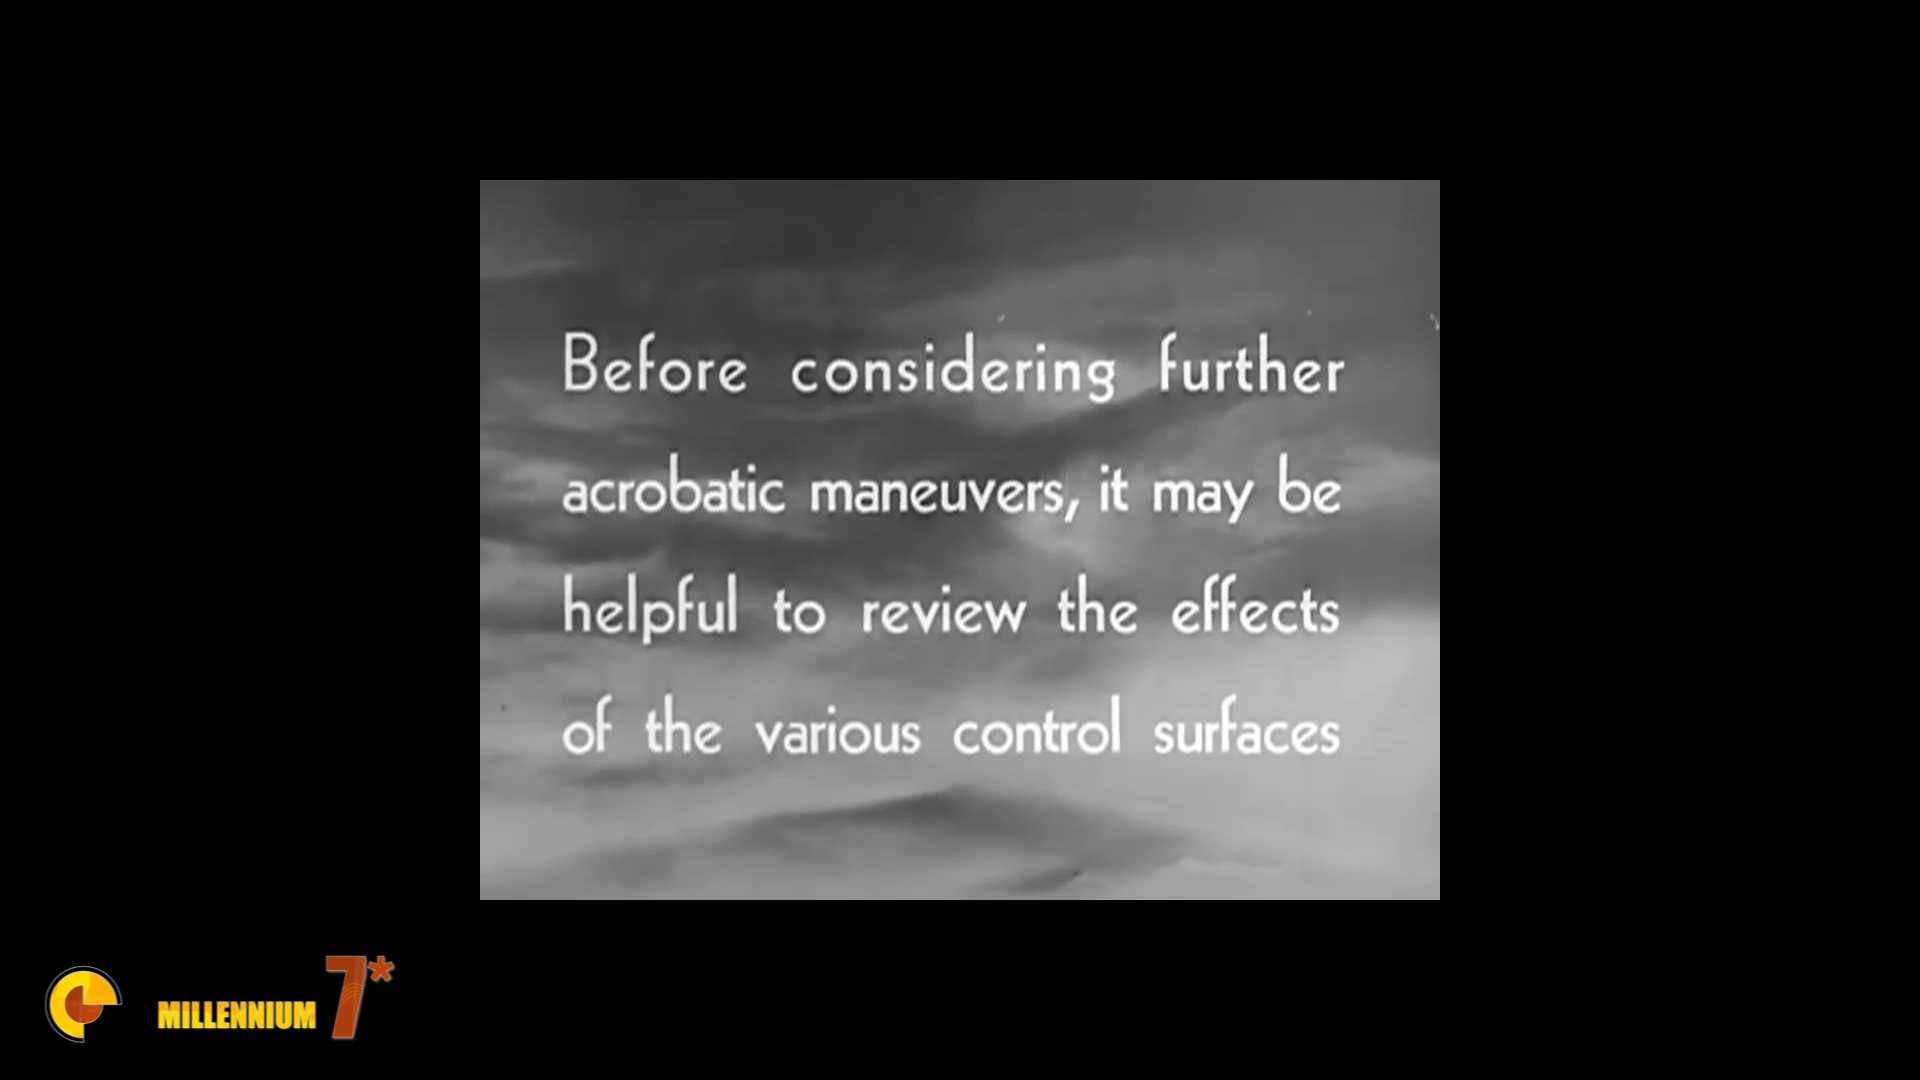 Before considering further
acrobatic maneuvers, it may be
helpful to review the effects
of the various control surfaces
MILLENNIUM 7*